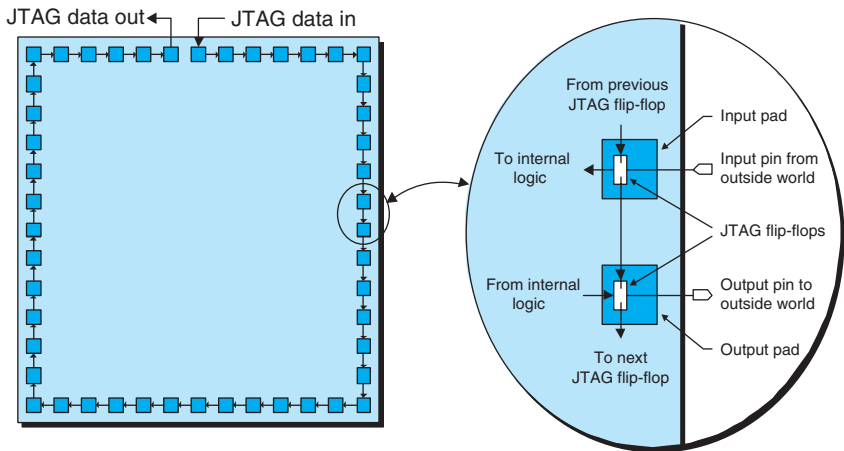 JTAG data out
JTAG data in
From previous
JTAG flip-flop
Input pad
To internal
logic
Input pin from
outside world
JTAG flip-flops
From internal
logic
Output pin to
outside world
To next
JTAG flip-flop
Output pad